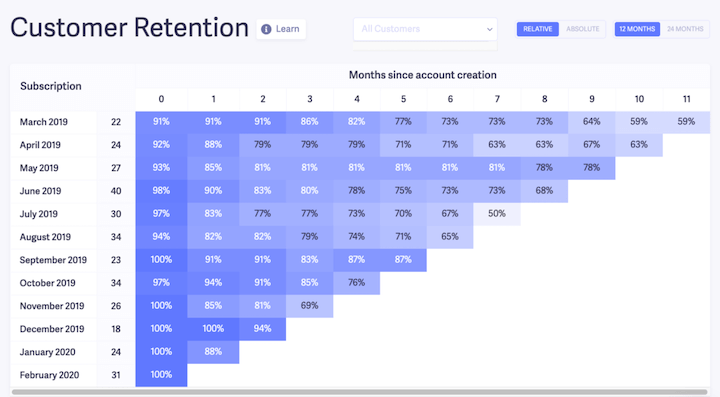 Customer Retention
Learn
All Customers
RELATIVE ABSOLUTE
12 MONTHS 24 MONTHS
Subscription
Months since account creation
0 1 2 3 4 5 6 7 8 9 10 11
March 2019 22 91% 91% 91% 86% 82% 77% 73% 73% 73% 64% 59% 59%
April 2019 24 92% 88% 79% 79% 79% 71% 71% 63% 63% 67% 63%
May 2019 27 93% 85% 81% 81% 81% 81% 81% 81% 78% 78%
June 2019 40 98% 90% 83% 80% 78% 75% 73% 73% 68%
July 2019 30 97% 83% 77% 77% 73% 70% 67% 50%
August 2019 34 94% 82% 82% 79% 74% 71% 65%
September 2019 23 100% 91% 91% 83% 87% 87%
October 2019 34 97% 94% 91% 85% 76%
November 2019 26 100% 85% 81% 69%
December 2019 18 100% 100% 94%
January 2020 24 100% 88%
February 2020 31 100%